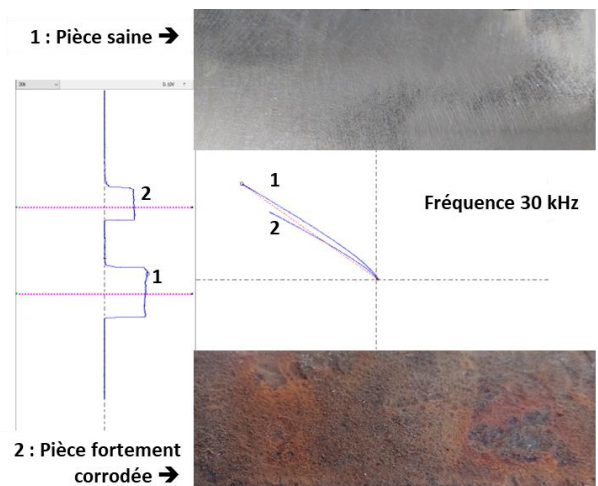 1 : Pièce saine ➔
2
1
1
2
Fréquence 30 kHz
2 : Pièce fortement
corrodée ➔